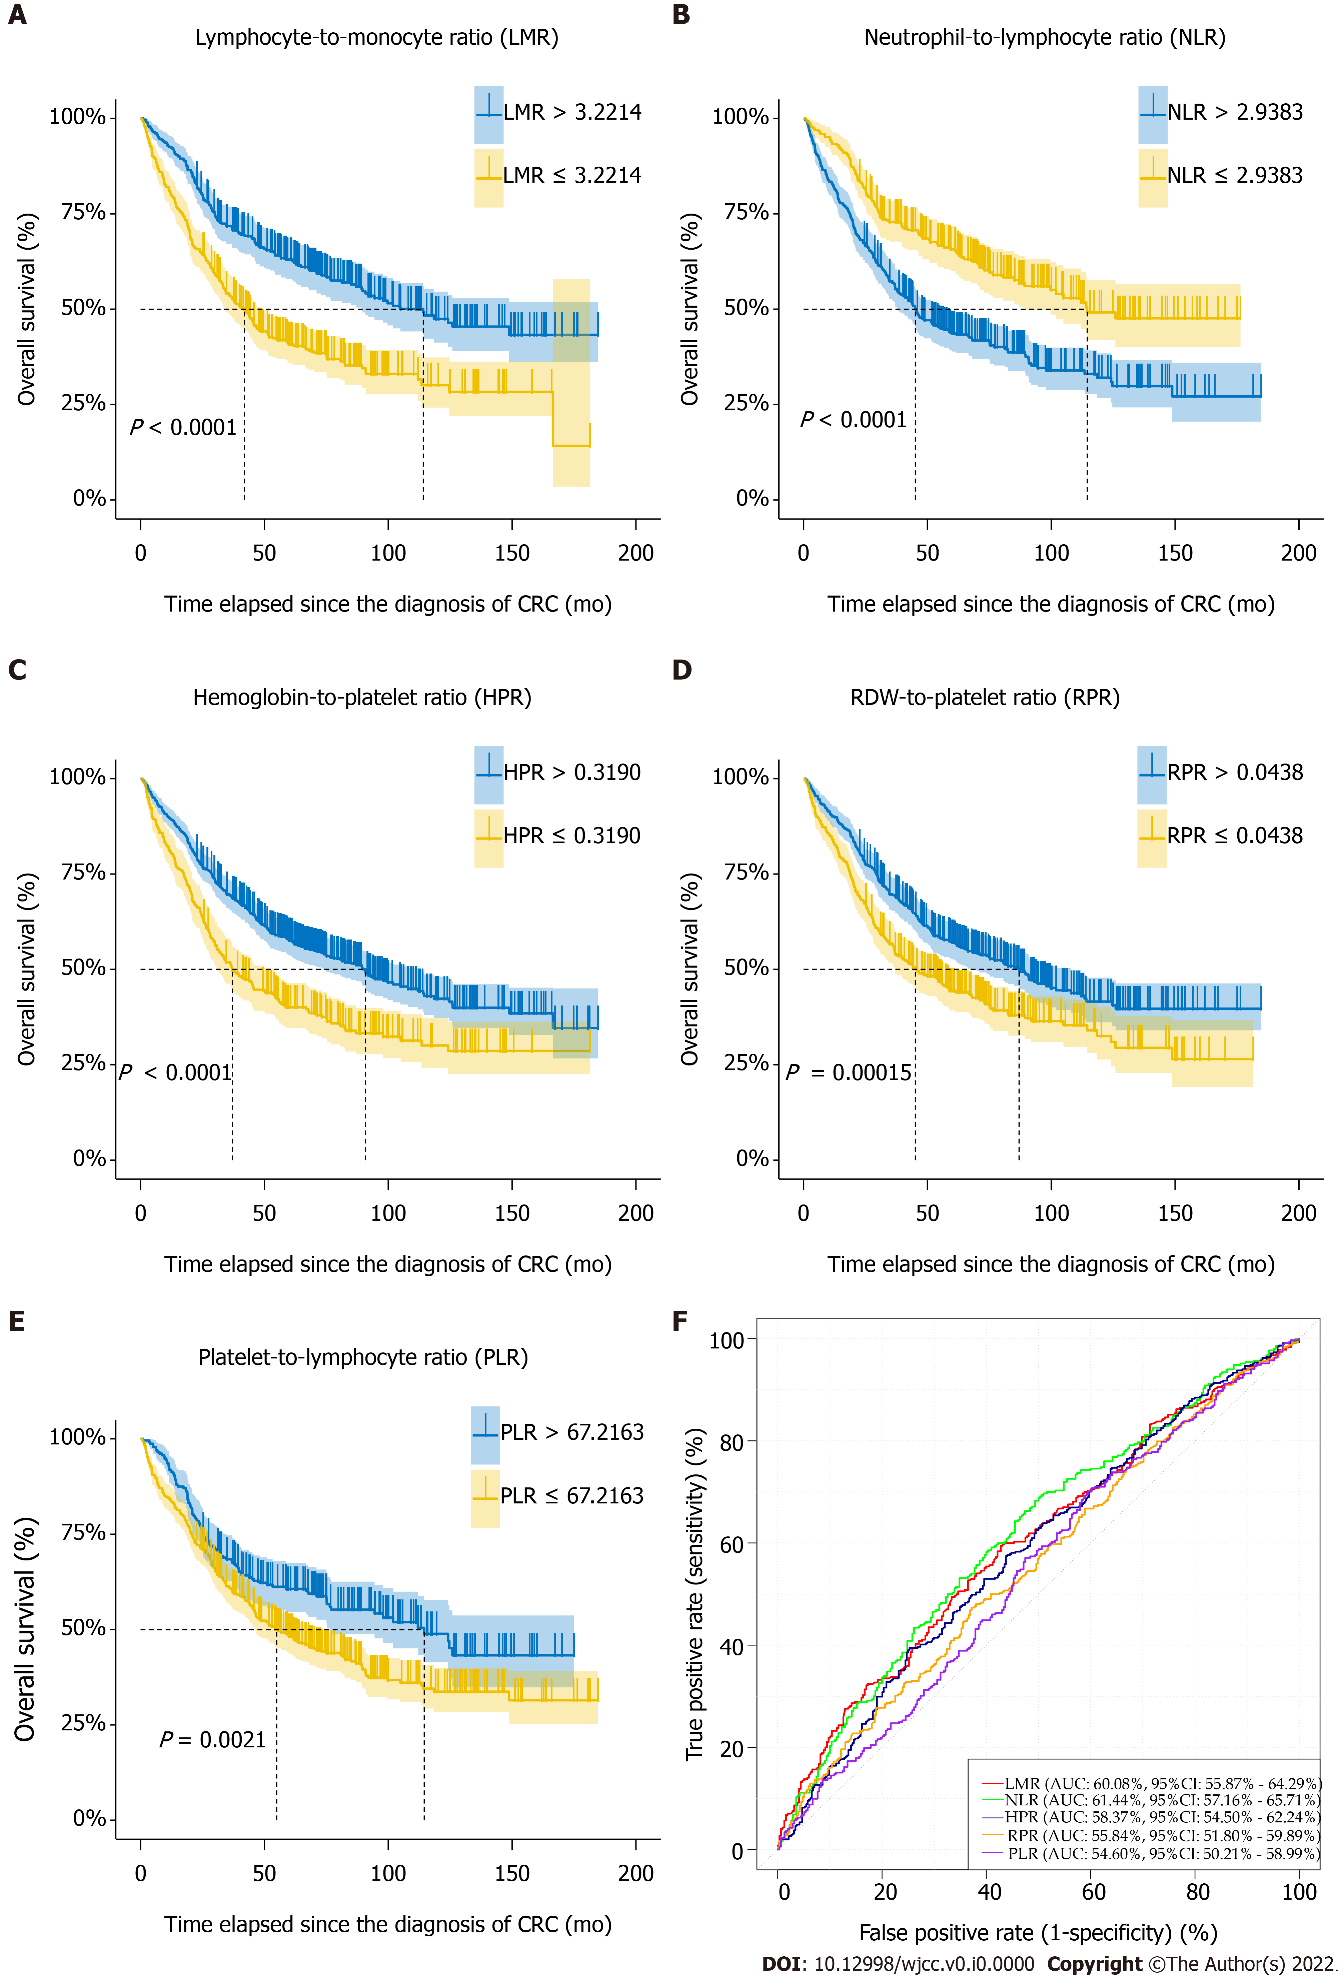 A
Lymphocyte-to-monocyte ratio (LMR)
LMR > 3.2214
LMR ≤ 3.2214
100%
75%
50%
25%
0%
Overall survival (%)
P < 0.0001
0 50 100 150 200
Time elapsed since the diagnosis of CRC (mo)
B
Neutrophil-to-lymphocyte ratio (NLR)
NLR > 2.9383
NLR ≤ 2.9383
100%
75%
50%
25%
0%
Overall survival (%)
P < 0.0001
0 50 100 150 200
Time elapsed since the diagnosis of CRC (mo)
C
Hemoglobin-to-platelet ratio (HPR)
HPR > 0.3190
HPR ≤ 0.3190
100%
75%
50%
25%
0%
Overall survival (%)
P < 0.0001
0 50 100 150 200
Time elapsed since the diagnosis of CRC (mo)
D
RDW-to-platelet ratio (RPR)
RPR > 0.0438
RPR ≤ 0.0438
100%
75%
50%
25%
0%
Overall survival (%)
P = 0.00015
0 50 100 150 200
Time elapsed since the diagnosis of CRC (mo)
E
Platelet-to-lymphocyte ratio (PLR)
PLR > 67.2163
PLR ≤ 67.2163
100%
75%
50%
25%
0%
Overall survival (%)
P = 0.0021
0 50 100 150 200
Time elapsed since the diagnosis of CRC (mo)
F
100
80
60
40
20
0
True positive rate (sensitivity) (%)
LMR (AUC: 60.08%, 95%CI: 55.87% - 64.29%)
NLR (AUC: 61.44%, 95%CI: 57.16% - 65.71%)
HPR (AUC: 58.37%, 95%CI: 54.50% - 62.24%)
RPR (AUC: 55.84%, 95%CI: 51.80% - 59.89%)
PLR (AUC: 54.60%, 95%CI: 50.21% - 58.99%)
0 20 40 60 80 100
False positive rate (1-specificity) (%)
DOI: 10.12998/wjcc.v0.i0.0000 Copyright ©The Author(s) 2022.